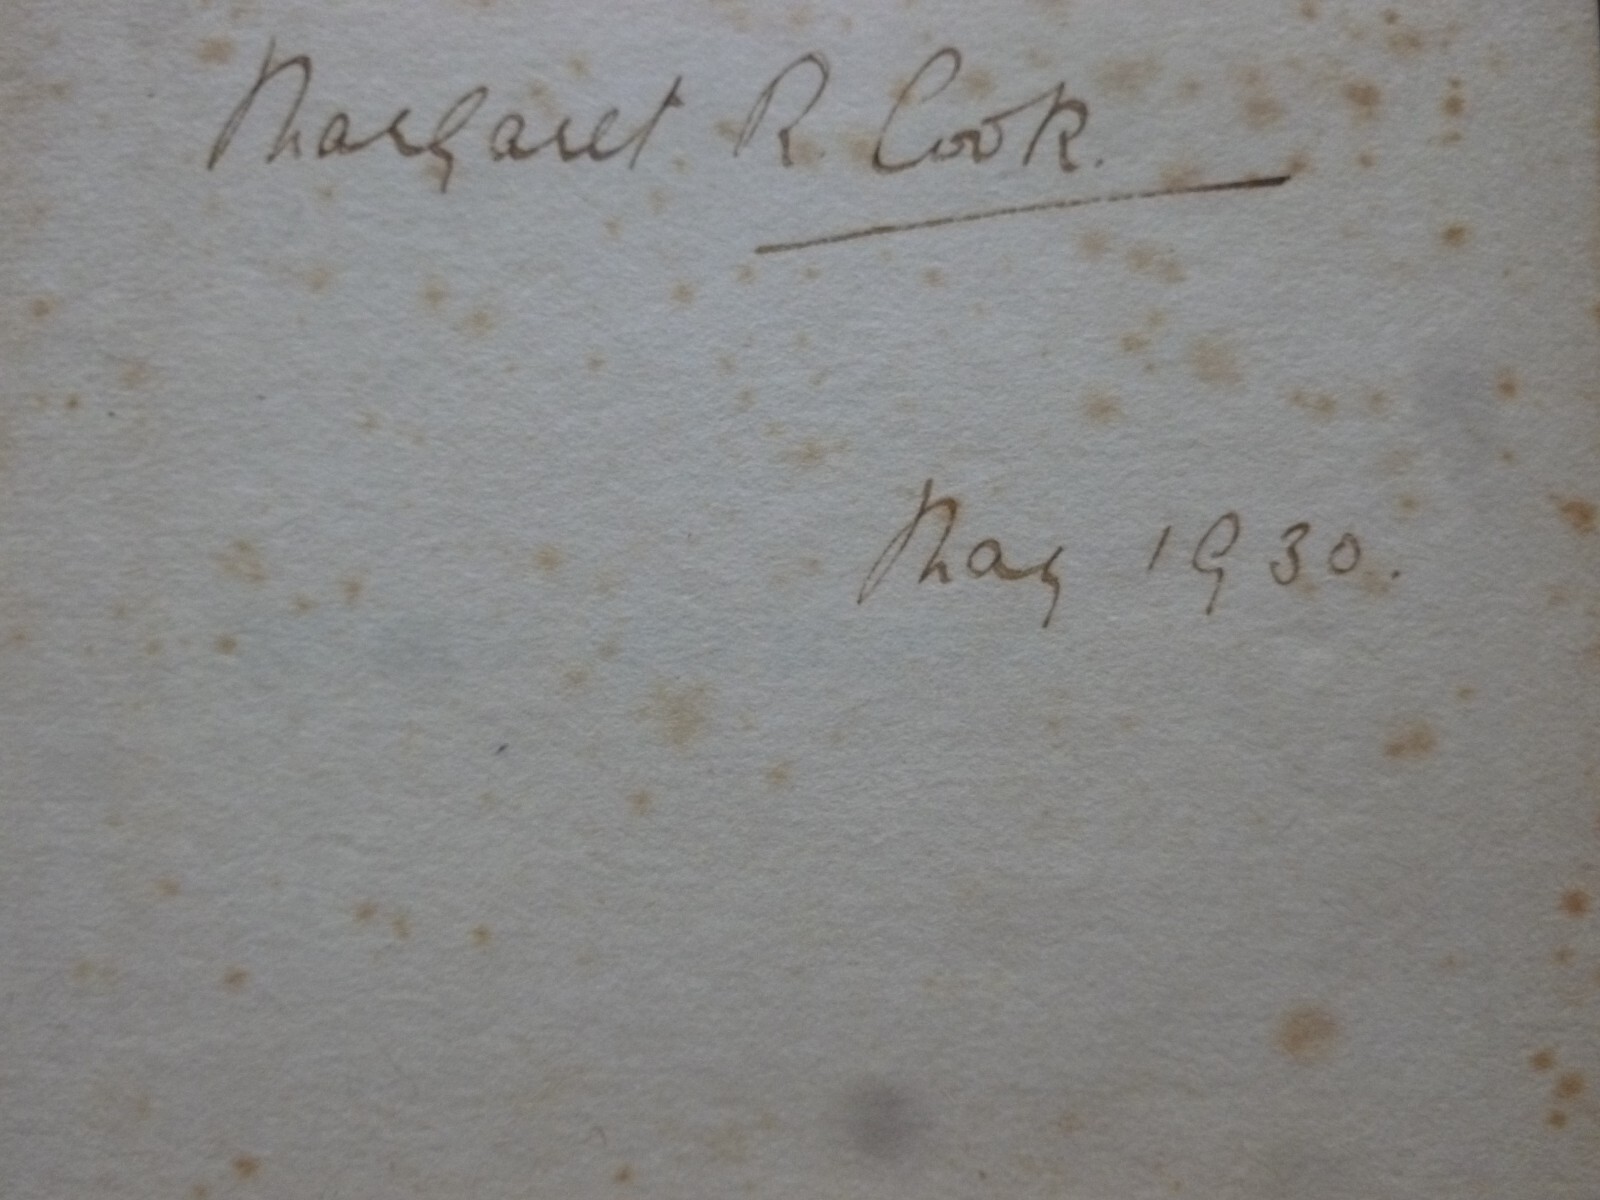 Margaret R. Cook.
May 1930.